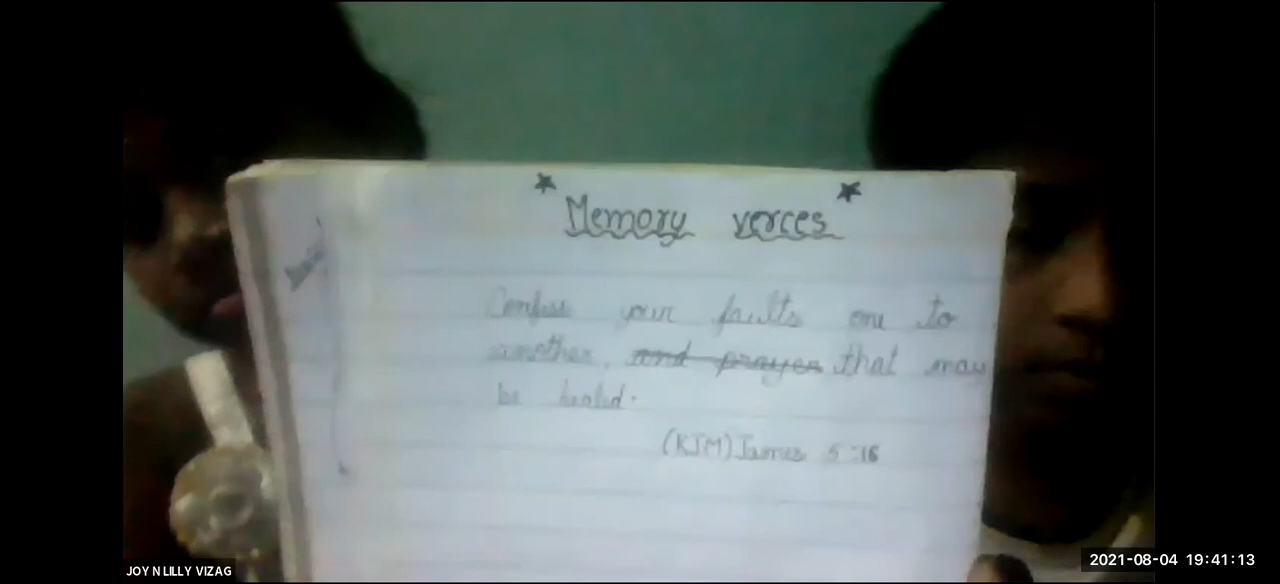 Memory verces
Confess your faults one to
another, and prayer that may
be healed.
(KJM) James 5:16
JOY N LILLY VIZAG
2021-08-04 19:41:13